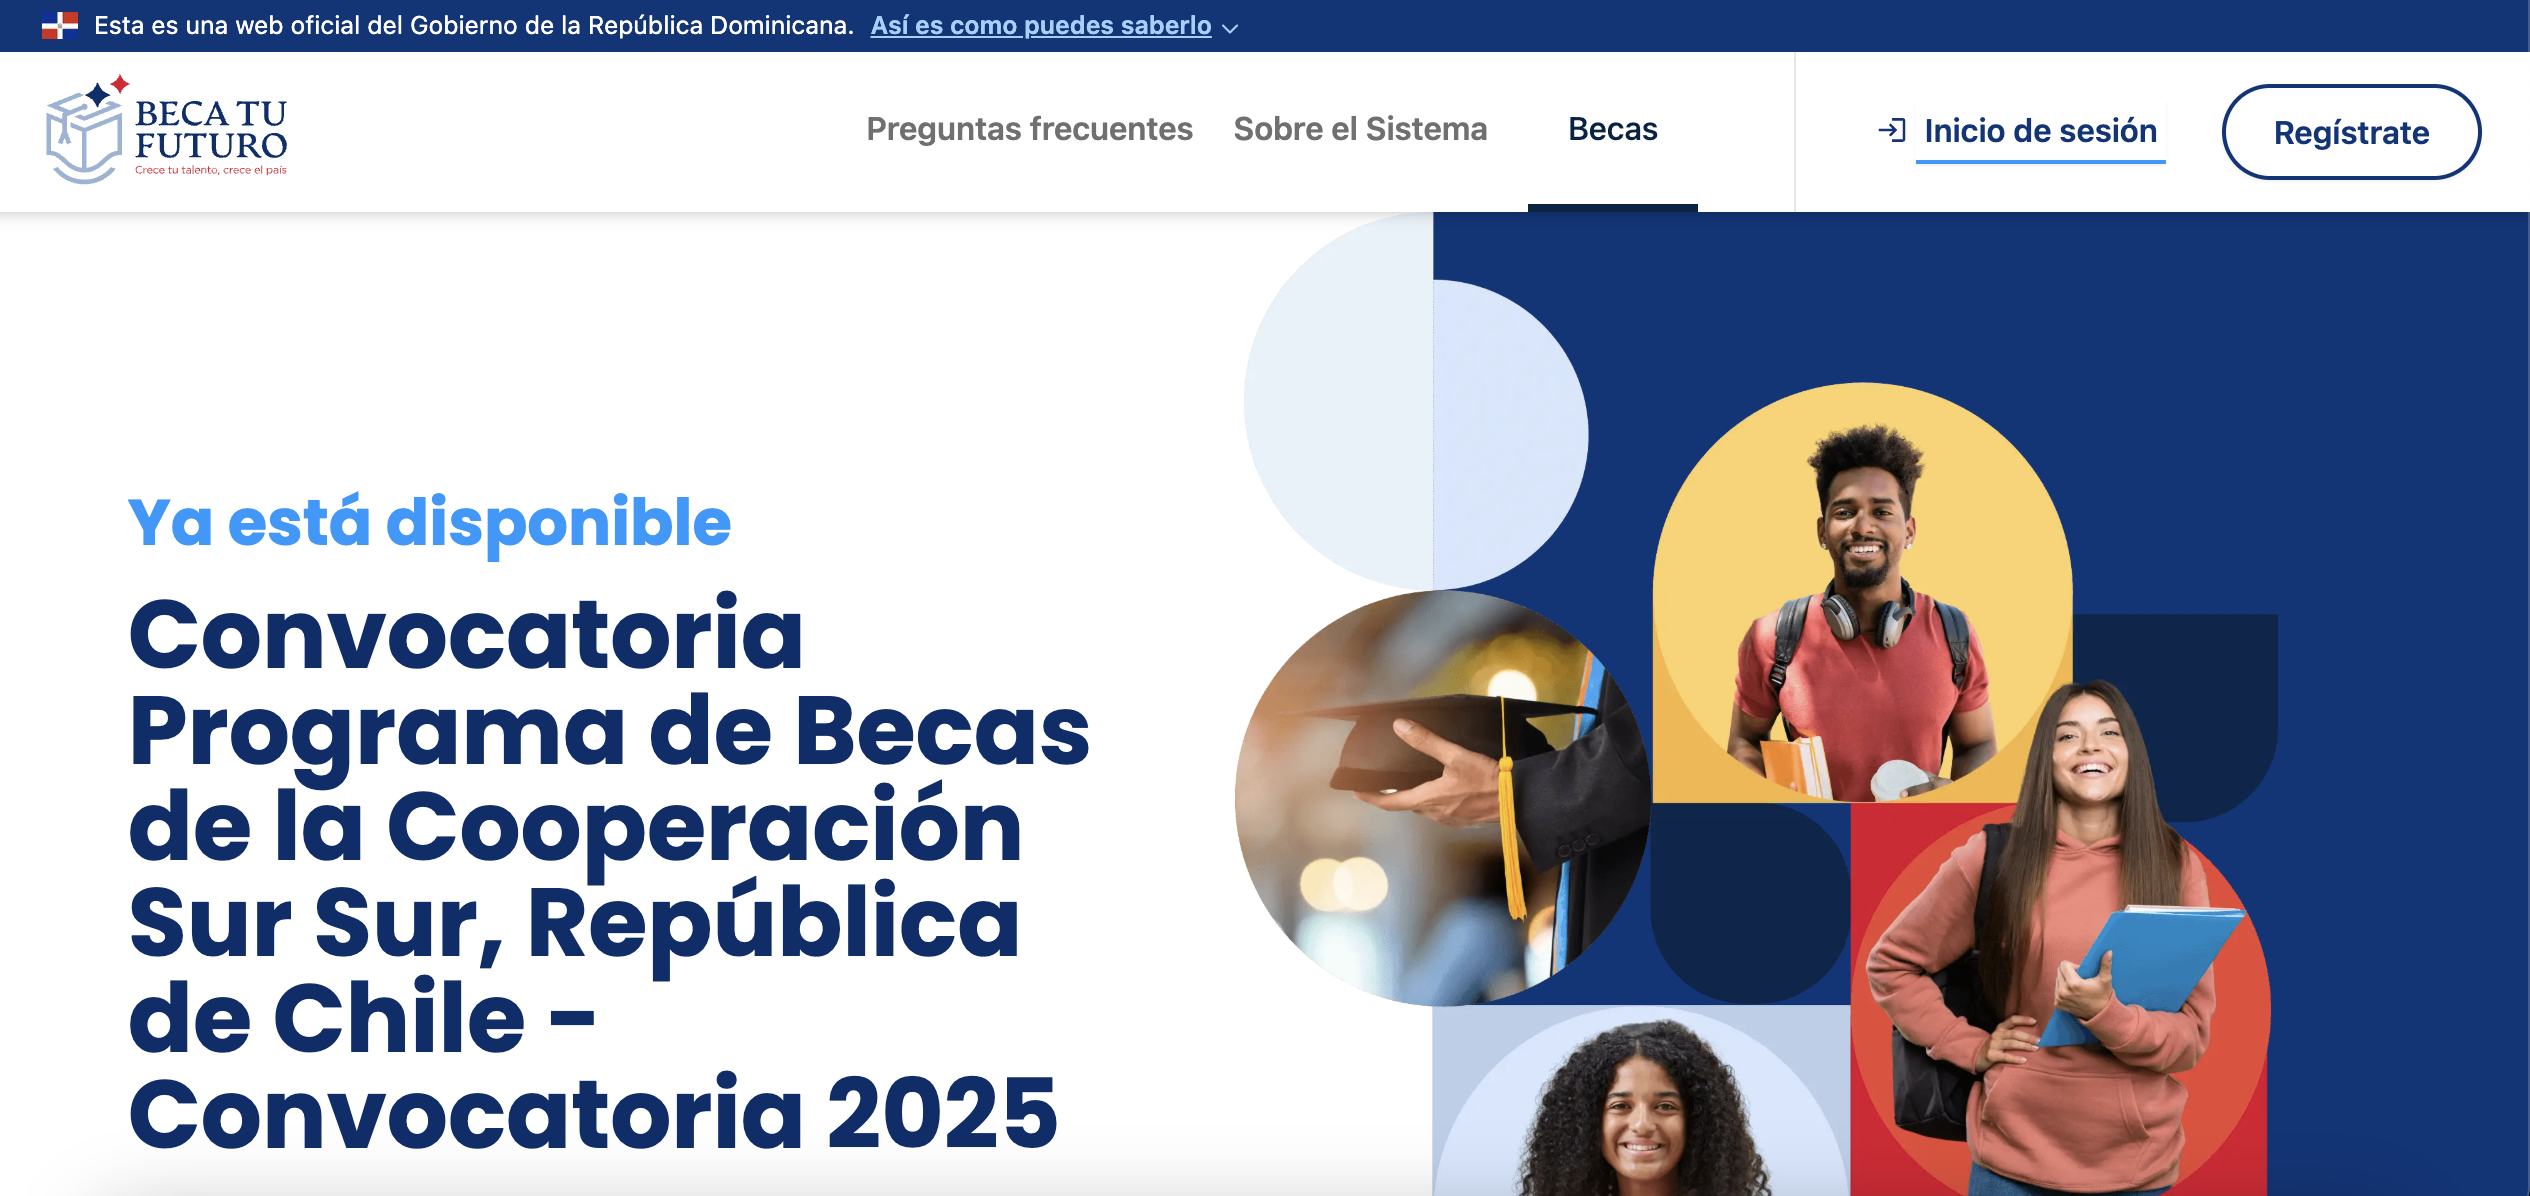 Esta es una web oficial del Gobierno de la República Dominicana. Así es como puedes saberlo
BECA TU
FUTURO
Crece tu talento, crece el país
Preguntas frecuentes
Sobre el Sistema
Becas
Inicio de sesión
Regístrate
Ya está disponible
Convocatoria
Programa de Becas
de la Cooperación
Sur Sur, República
de Chile -
Convocatoria 2025